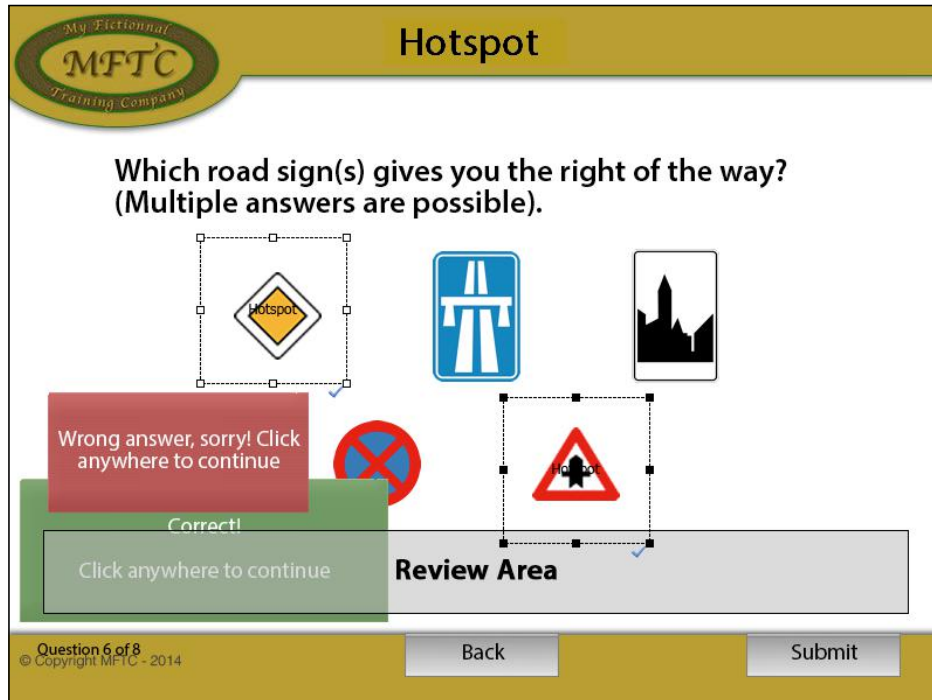 My Fictionnal
MFTC
Training Company
Hotspot
Which road sign(s) gives you the right of the way?
(Multiple answers are possible).
Hotspot
Wrong answer, sorry! Click
anywhere to continue
Hotspot
Correct!
Click anywhere to continue
Review Area
Question 6 of 8
© Copyright MFTC - 2014
Back
Submit